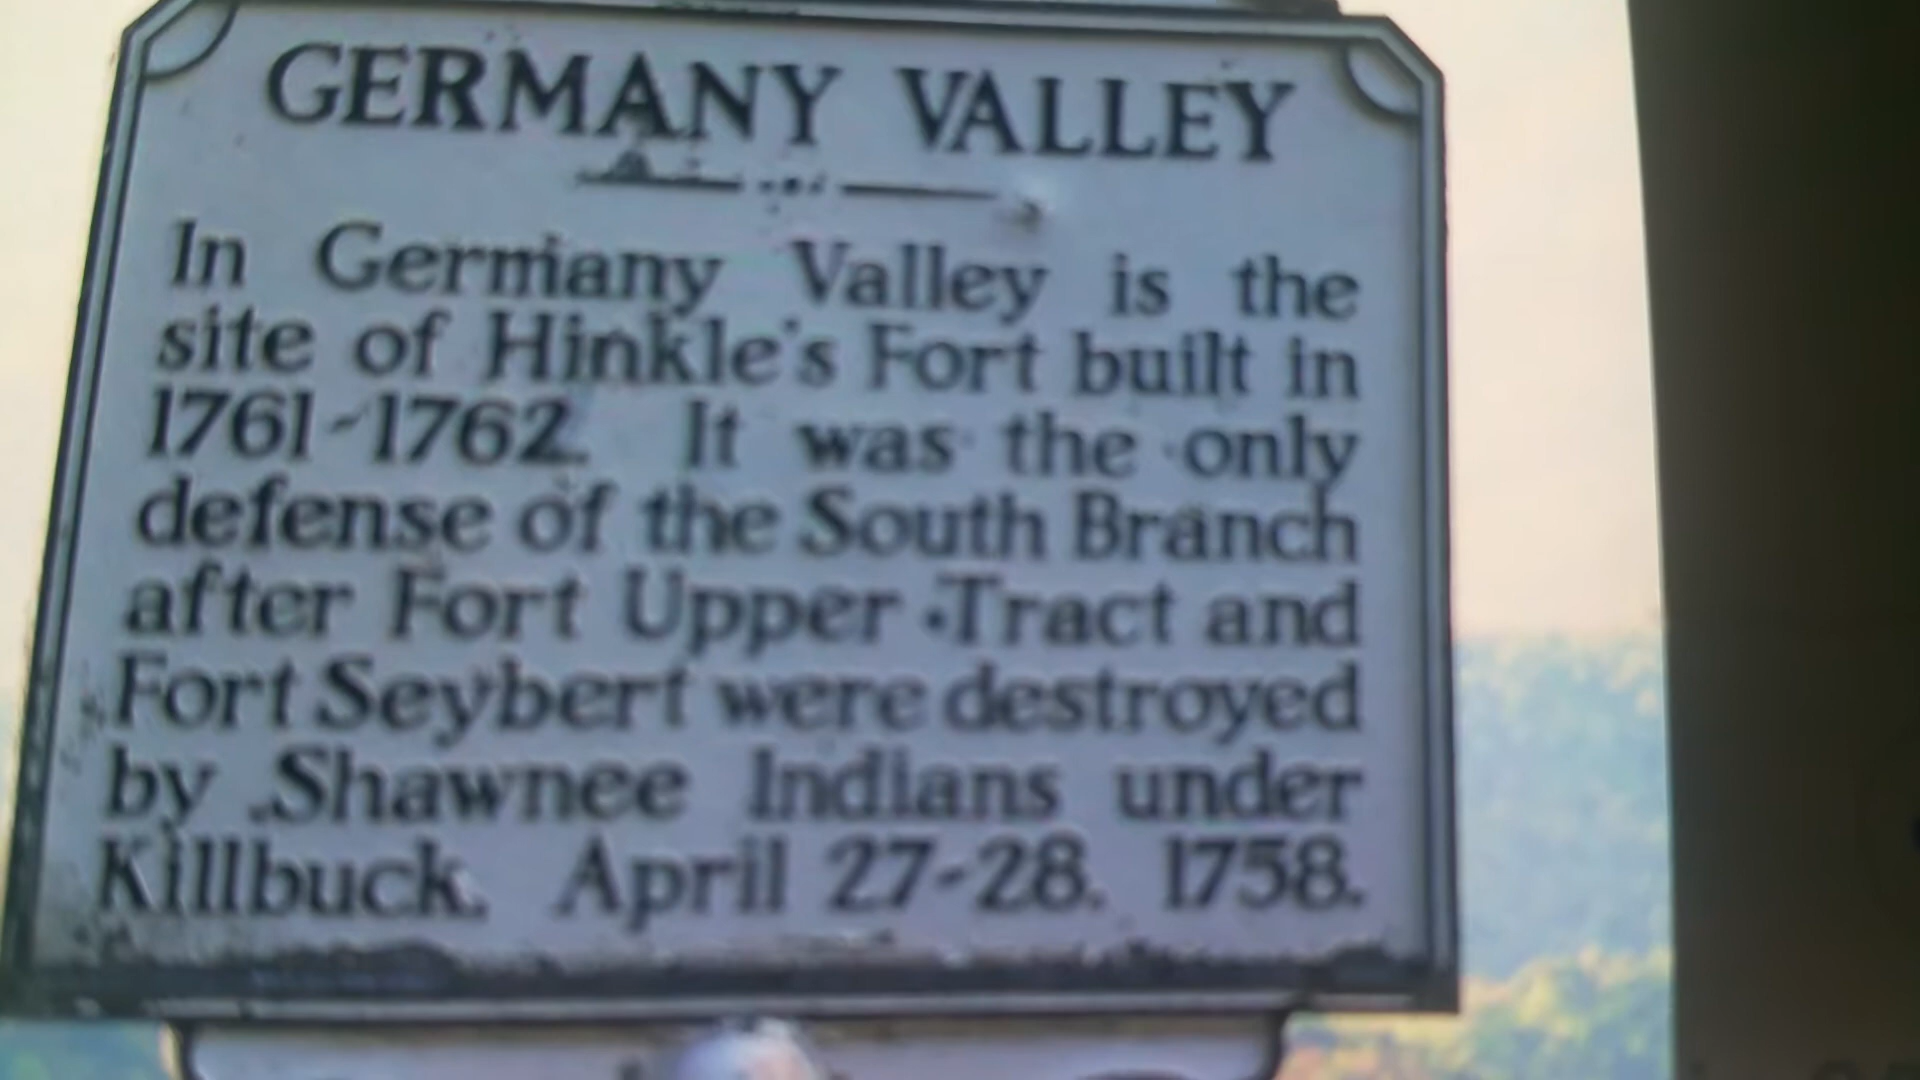 GERMANY VALLEY
In Germany Valley is the
site of Hinkle's Fort built in
1761-1762. It was the only
defense of the South Branch
after Fort Upper Tract and
Fort Seybert were destroyed
by Shawnee Indians under
Killbuck. April 27-28. 1758.